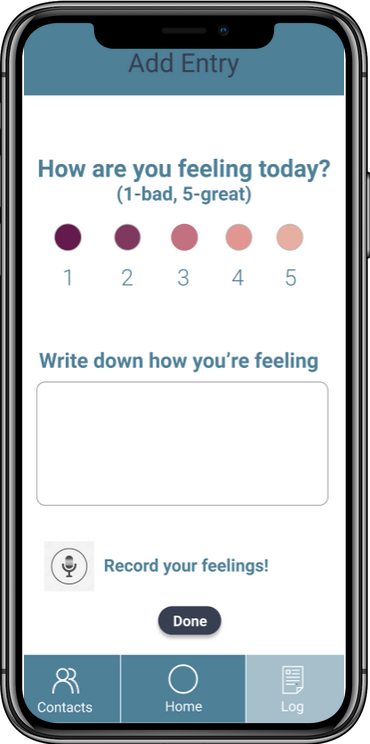 Add Entry
How are you feeling today?
(1-bad, 5-great)
1 2 3 4 5
Write down how you’re feeling
Record your feelings!
Done
Contacts Home Log